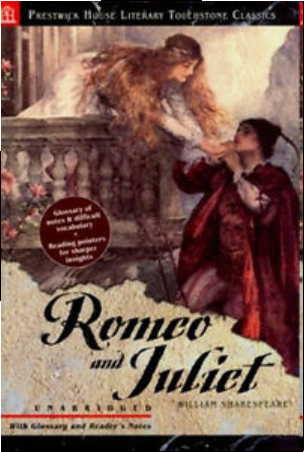 PRESTWICK HOUSE LITERARY TOUCHSTONE CLASSICS
Glossary of
notes & difficult
vocabulary
•
Reading pointers
for sharper
insights
Romeo
and Juliet
UNABRIDGED
WILLIAM SHAKESPEARE
With Glossary and Reader's Notes